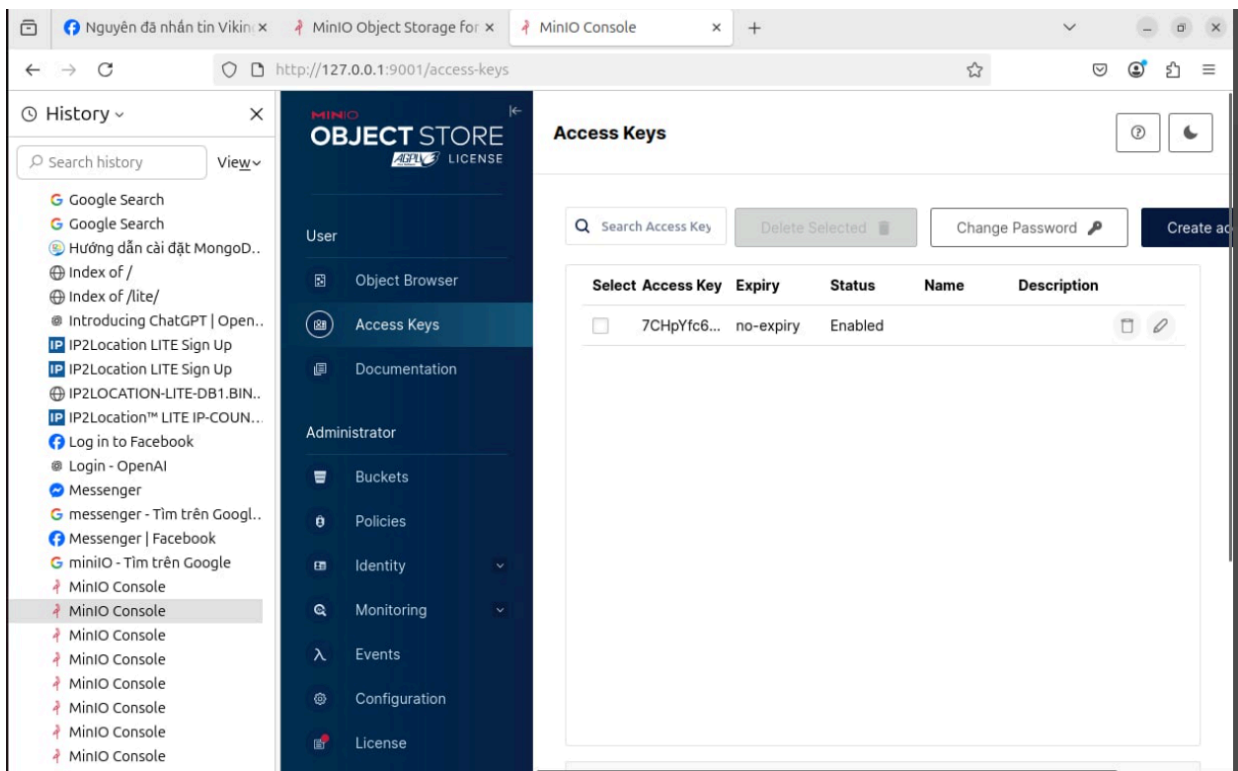 Nguyên đã nhắn tin Viking
MinIO Object Storage for
MinIO Console
http://127.0.0.1:9001/access-keys
History
Search history
View
Google Search
Google Search
Hướng dẫn cài đặt MongoD..
Index of /
Index of /lite/
Introducing ChatGPT | Open..
IP2Location LITE Sign Up
IP2Location LITE Sign Up
IP2LOCATION-LITE-DB1.BIN..
IP2Location™ LITE IP-COUN...
Log in to Facebook
Login - OpenAI
Messenger
messenger - Tìm trên Googl..
Messenger | Facebook
miniIO - Tìm trên Google
MinIO Console
MinIO Console
MinIO Console
MinIO Console
MinIO Console
MinIO Console
MinIO Console
MinIO Console
MINIO
OBJECT STORE
AGPLV3 LICENSE
User
Object Browser
Access Keys
Documentation
Administrator
Buckets
Policies
Identity
Monitoring
Events
Configuration
License
Access Keys
Search Access Key
Delete Selected
Change Password
Create ac
Select Access Key Expiry Status Name Description
7CHpYfc6... no-expiry Enabled